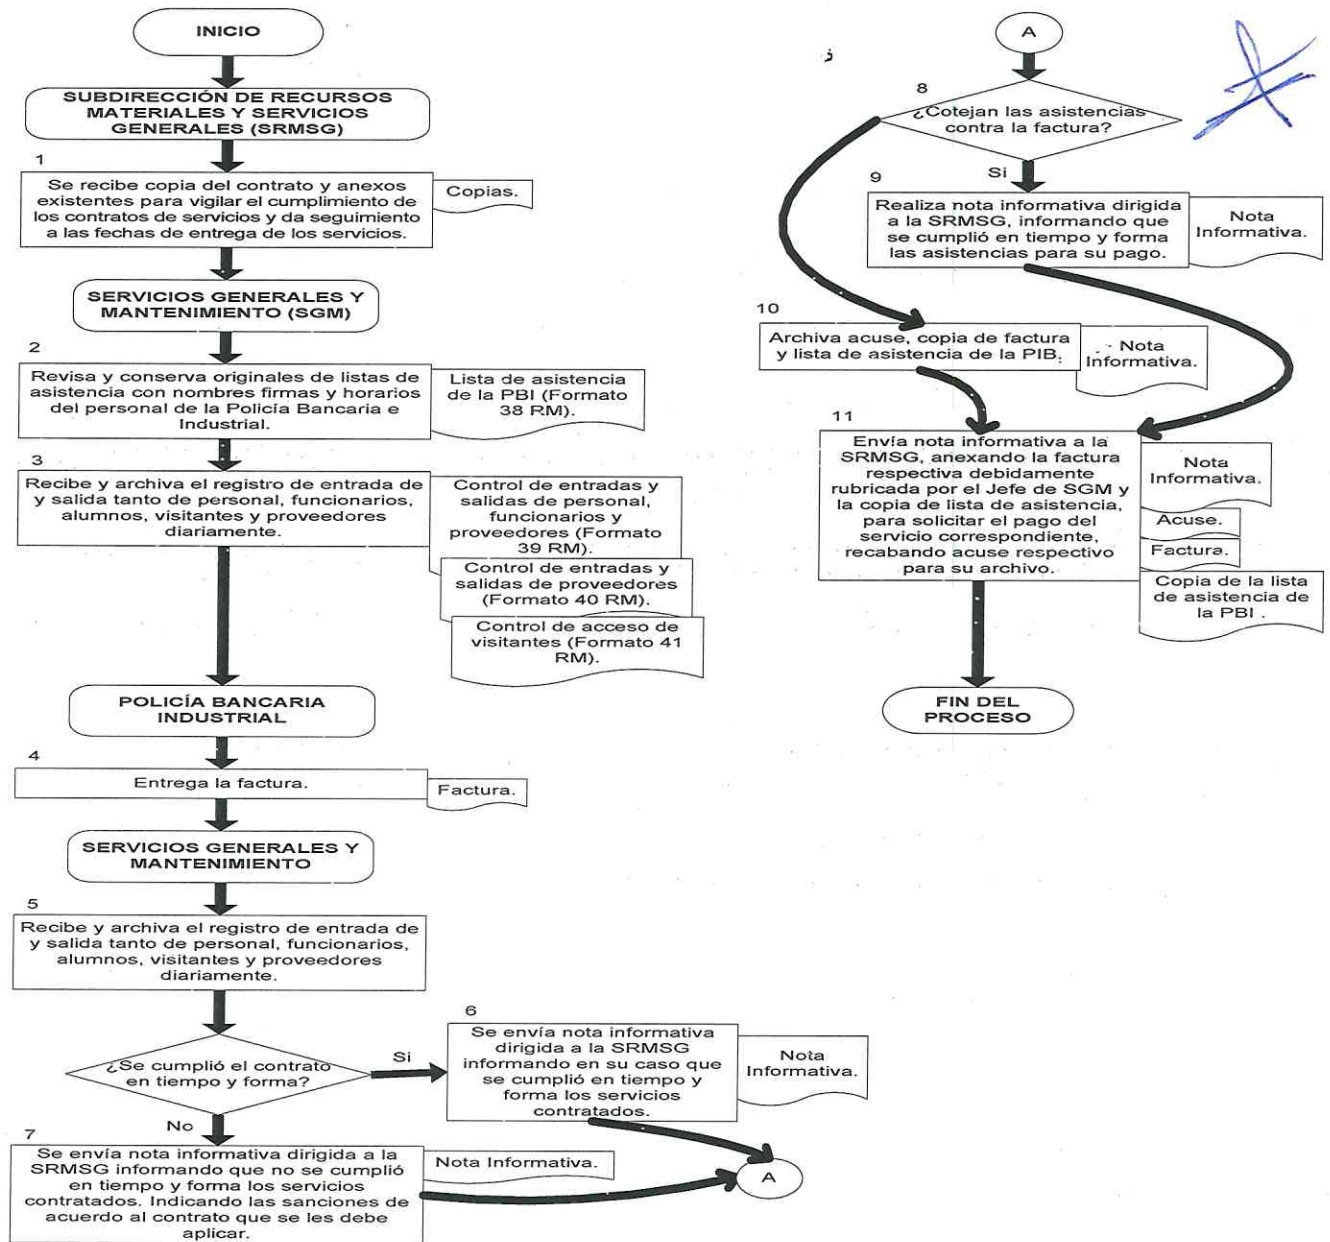 INICIO
SUBDIRECCIÓN DE RECURSOS
MATERIALES Y SERVICIOS
GENERALES (SRMSG)
1
Se recibe copia del contrato y anexos
existentes para vigilar el cumplimiento de
los contratos de servicios y da seguimiento
a las fechas de entrega de los servicios.
Copias.
SERVICIOS GENERALES Y
MANTENIMIENTO (SGM)
2
Revisa y conserva originales de listas de
asistencia con nombres firmas y horarios
del personal de la Policía Bancaria e
Industrial.
Lista de asistencia
de la PBI (Formato
38 RM).
3
Recibe y archiva el registro de entrada de
y salida tanto de personal, funcionarios,
alumnos, visitantes y proveedores
diariamente.
Control de entradas y
salidas de personal,
funcionarios y
proveedores (Formato
39 RM).
Control de entradas y
salidas de proveedores
(Formato 40 RM).
Control de acceso de
visitantes (Formato 41
RM).
POLICÍA BANCARIA
INDUSTRIAL
4
Entrega la factura.
Factura.
SERVICIOS GENERALES Y
MANTENIMIENTO
5
Recibe y archiva el registro de entrada de
y salida tanto de personal, funcionarios,
alumnos, visitantes y proveedores
diariamente.
¿Se cumplió el contrato
en tiempo y forma?
Si
6
Se envía nota informativa
dirigida a la SRMSG
informando en su caso que
se cumplió en tiempo y
forma los servicios
contratados.
Nota
Informativa.
No
7
Se envía nota informativa dirigida a la
SRMSG informando que no se cumplió
en tiempo y forma los servicios
contratados. Indicando las sanciones de
acuerdo al contrato que se les debe
aplicar.
Nota Informativa.
A
A
8
¿Cotejan las asistencias
contra la factura?
Si
9
Realiza nota informativa dirigida
a la SRMSG, informando que
se cumplió en tiempo y forma
las asistencias para su pago.
Nota
Informativa.
10
Archiva acuse, copia de factura
y lista de asistencia de la PIB.
Nota
Informativa.
11
Envía nota informativa a la
SRMSG, anexando la factura
respectiva debidamente
rubricada por el Jefe de SGM y
la copia de lista de asistencia,
para solicitar el pago del
servicio correspondiente,
recabando acuse respectivo
para su archivo.
Nota
Informativa.
Acuse.
Factura.
Copia de la lista
de asistencia de
la PBI .
FIN DEL
PROCESO